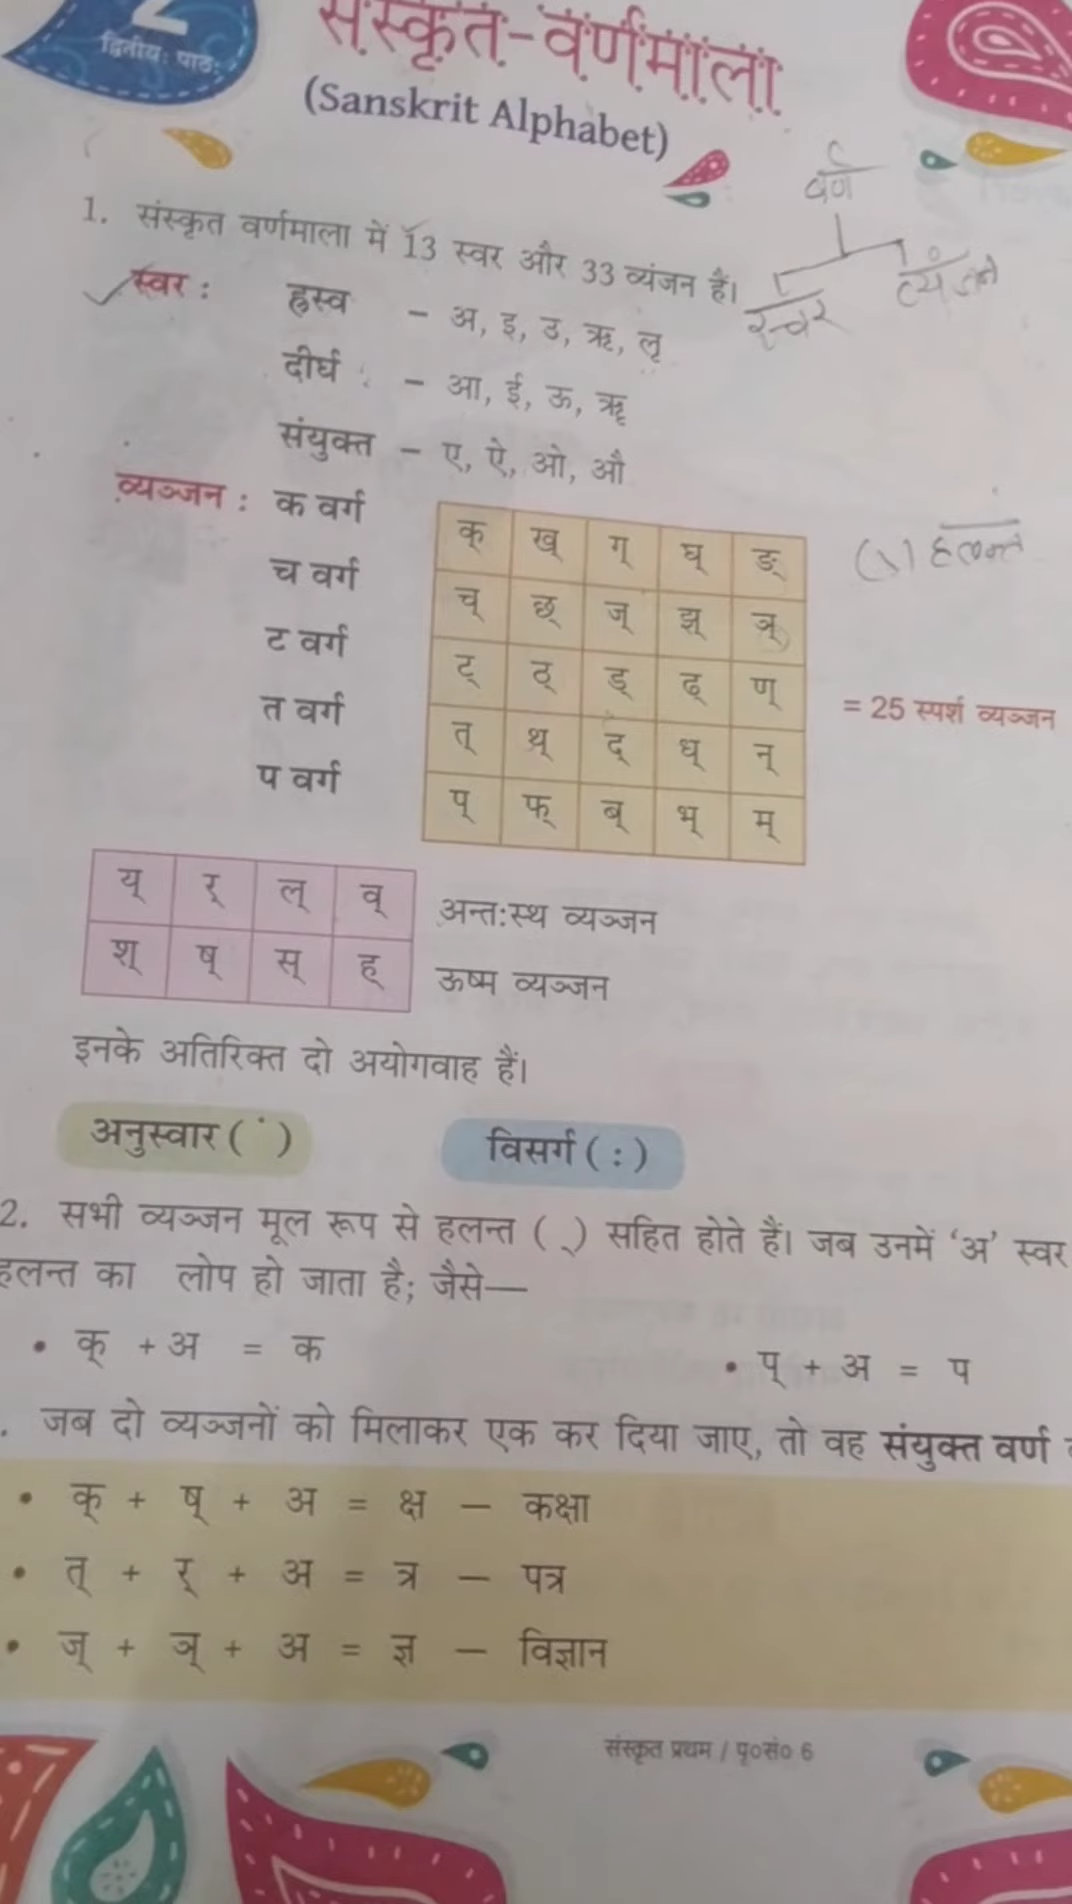 2
द्वितीयः पाठः
संस्कृत-वर्णमाला
(Sanskrit Alphabet)
वर्ण
स्वर व्यंजन
1. संस्कृत वर्णमाला में 13 स्वर और 33 व्यंजन हैं।
स्वर : ह्रस्व – अ, इ, उ, ऋ, लृ
दीर्घ : – आ, ई, ऊ, ॠ
संयुक्त – ए, ऐ, ओ, औ
व्यञ्जन : क वर्ग क् ख् ग् घ् ङ्
(्) हलन्त
च वर्ग च् छ् ज् झ् ञ्
ट वर्ग ट् ठ् ड् ढ् ण्
= 25 स्पर्श व्यञ्जन
त वर्ग त् थ् द् ध् न्
प वर्ग प् फ् ब् भ् म्
य् र् ल् व् अन्तःस्थ व्यञ्जन
श् ष् स् ह् ऊष्म व्यञ्जन
इनके अतिरिक्त दो अयोगवाह हैं।
अनुस्वार ( ं ) विसर्ग ( : )
2. सभी व्यञ्जन मूल रूप से हलन्त ( ् ) सहित होते हैं। जब उनमें ‘अ’ स्वर
हलन्त का लोप हो जाता है; जैसे—
• क् + अ = क • प् + अ = प
. जब दो व्यञ्जनों को मिलाकर एक कर दिया जाए, तो वह संयुक्त वर्ण
• क् + ष् + अ = क्ष – कक्षा
• त् + र् + अ = त्र – पत्र
• ज् + ञ् + अ = ज्ञ – विज्ञान
संस्कृत प्रथम / पृ०सं० 6